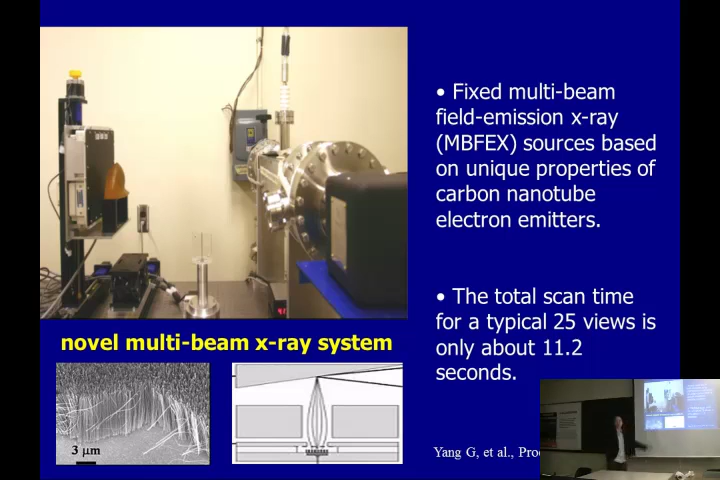 • Fixed multi-beam
field-emission x-ray
(MBFEX) sources based
on unique properties of
carbon nanotube
electron emitters.
• The total scan time
for a typical 25 views is
only about 11.2
seconds.
novel multi-beam x-ray system
3 μm
Yang G, et al., Proc